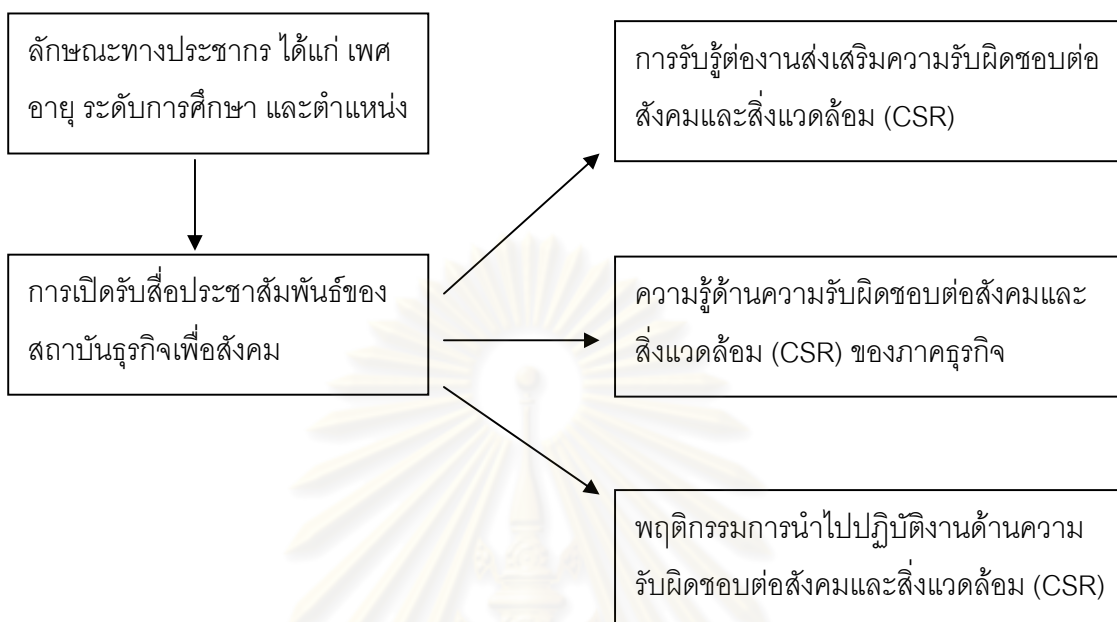 ลักษณะทางประชากร ได้แก่ เพศ
อายุ ระดับการศึกษา และตำแหน่ง
การเปิดรับสื่อประชาสัมพันธ์ของ
สถาบันธุรกิจเพื่อสังคม
การรับรู้ต่องานส่งเสริมความรับผิดชอบต่อ
สังคมและสิ่งแวดล้อม (CSR)
ความรู้ด้านความรับผิดชอบต่อสังคมและ
สิ่งแวดล้อม (CSR) ของภาคธุรกิจ
พฤติกรรมการนำไปปฏิบัติงานด้านความ
รับผิดชอบต่อสังคมและสิ่งแวดล้อม (CSR)